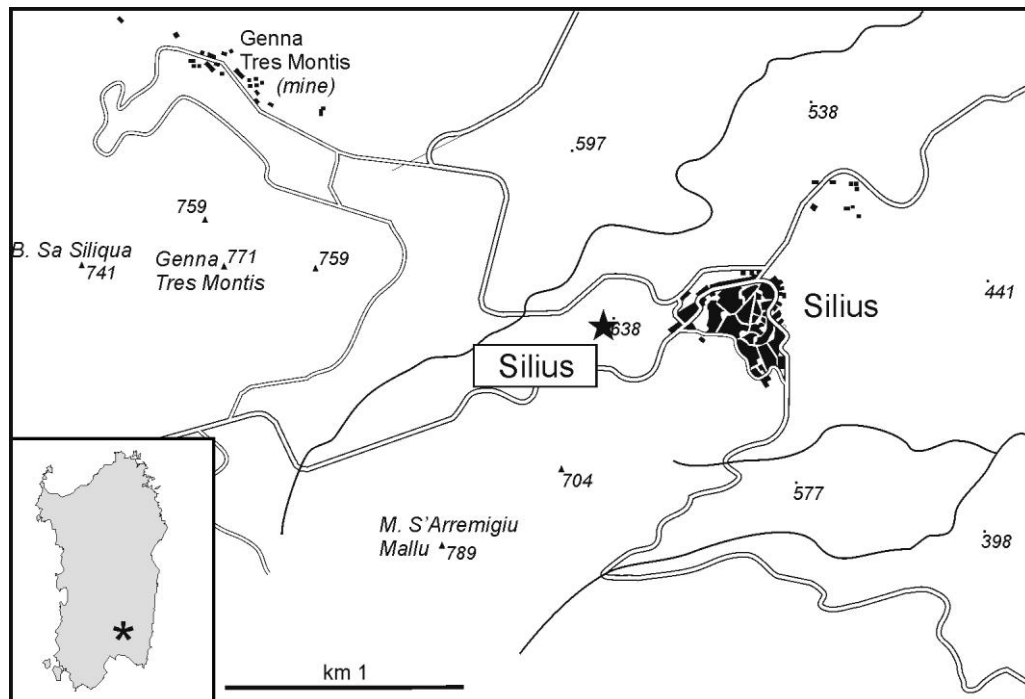 Genna
Tres Montis
(mine)
538
597
759
B. Sa Siliqua
741
Genna
Tres Montis
771
759
441
Silius
638
Silius
704
577
M. S'Arremigiu
Mallu
789
398
*
km 1